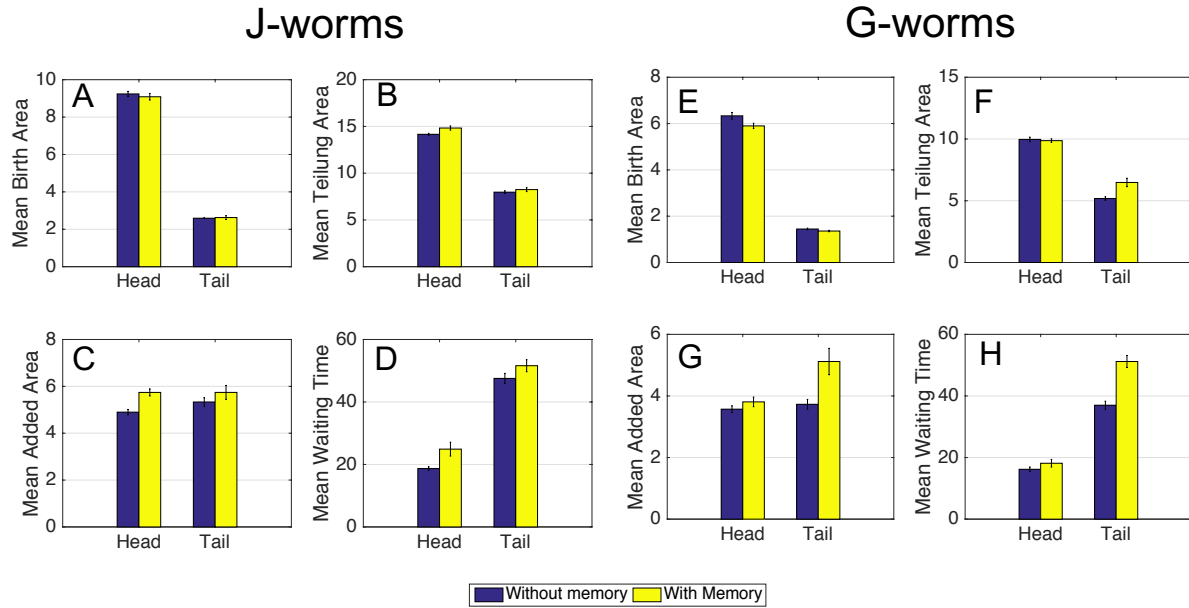 J-worms
G-worms
A
Mean Birth Area
10
8
6
4
2
0
Head Tail
B
Mean Teilung Area
20
15
10
5
0
Head Tail
E
Mean Birth Area
8
6
4
2
0
Head Tail
F
Mean Teilung Area
15
10
5
0
Head Tail
C
Mean Added Area
8
6
4
2
0
Head Tail
D
Mean Waiting Time
60
40
20
0
Head Tail
G
Mean Added Area
6
4
2
0
Head Tail
H
Mean Waiting Time
60
40
20
0
Head Tail
Without memory With Memory